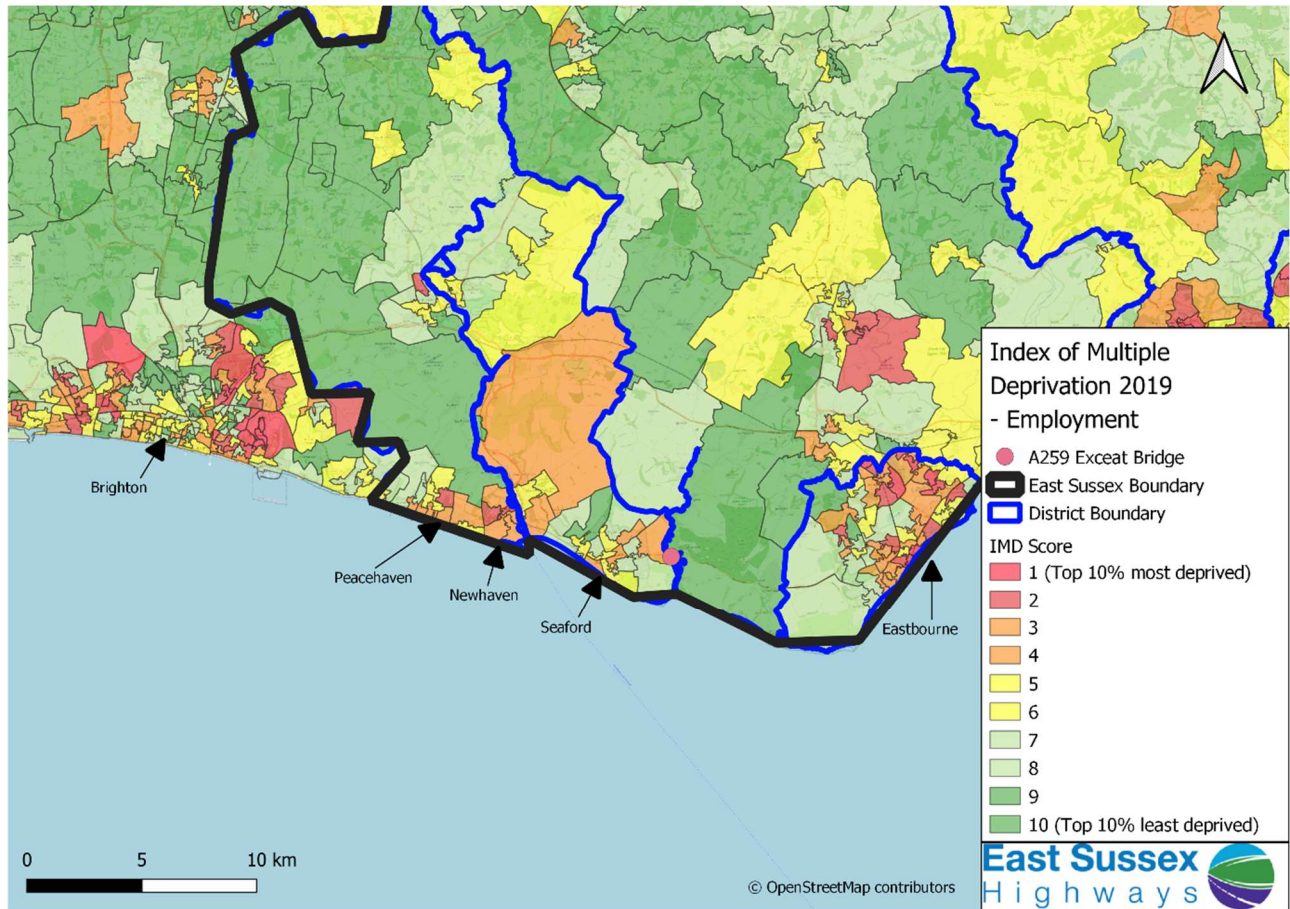 Brighton
Peacehaven
Newhaven
Seaford
Eastbourne
Index of Multiple
Deprivation 2019
- Employment
A259 Exceat Bridge
East Sussex Boundary
District Boundary
IMD Score
1 (Top 10% most deprived)
2
3
4
5
6
7
8
9
10 (Top 10% least deprived)
0 5 10 km
© OpenStreetMap contributors
East Sussex
Highways